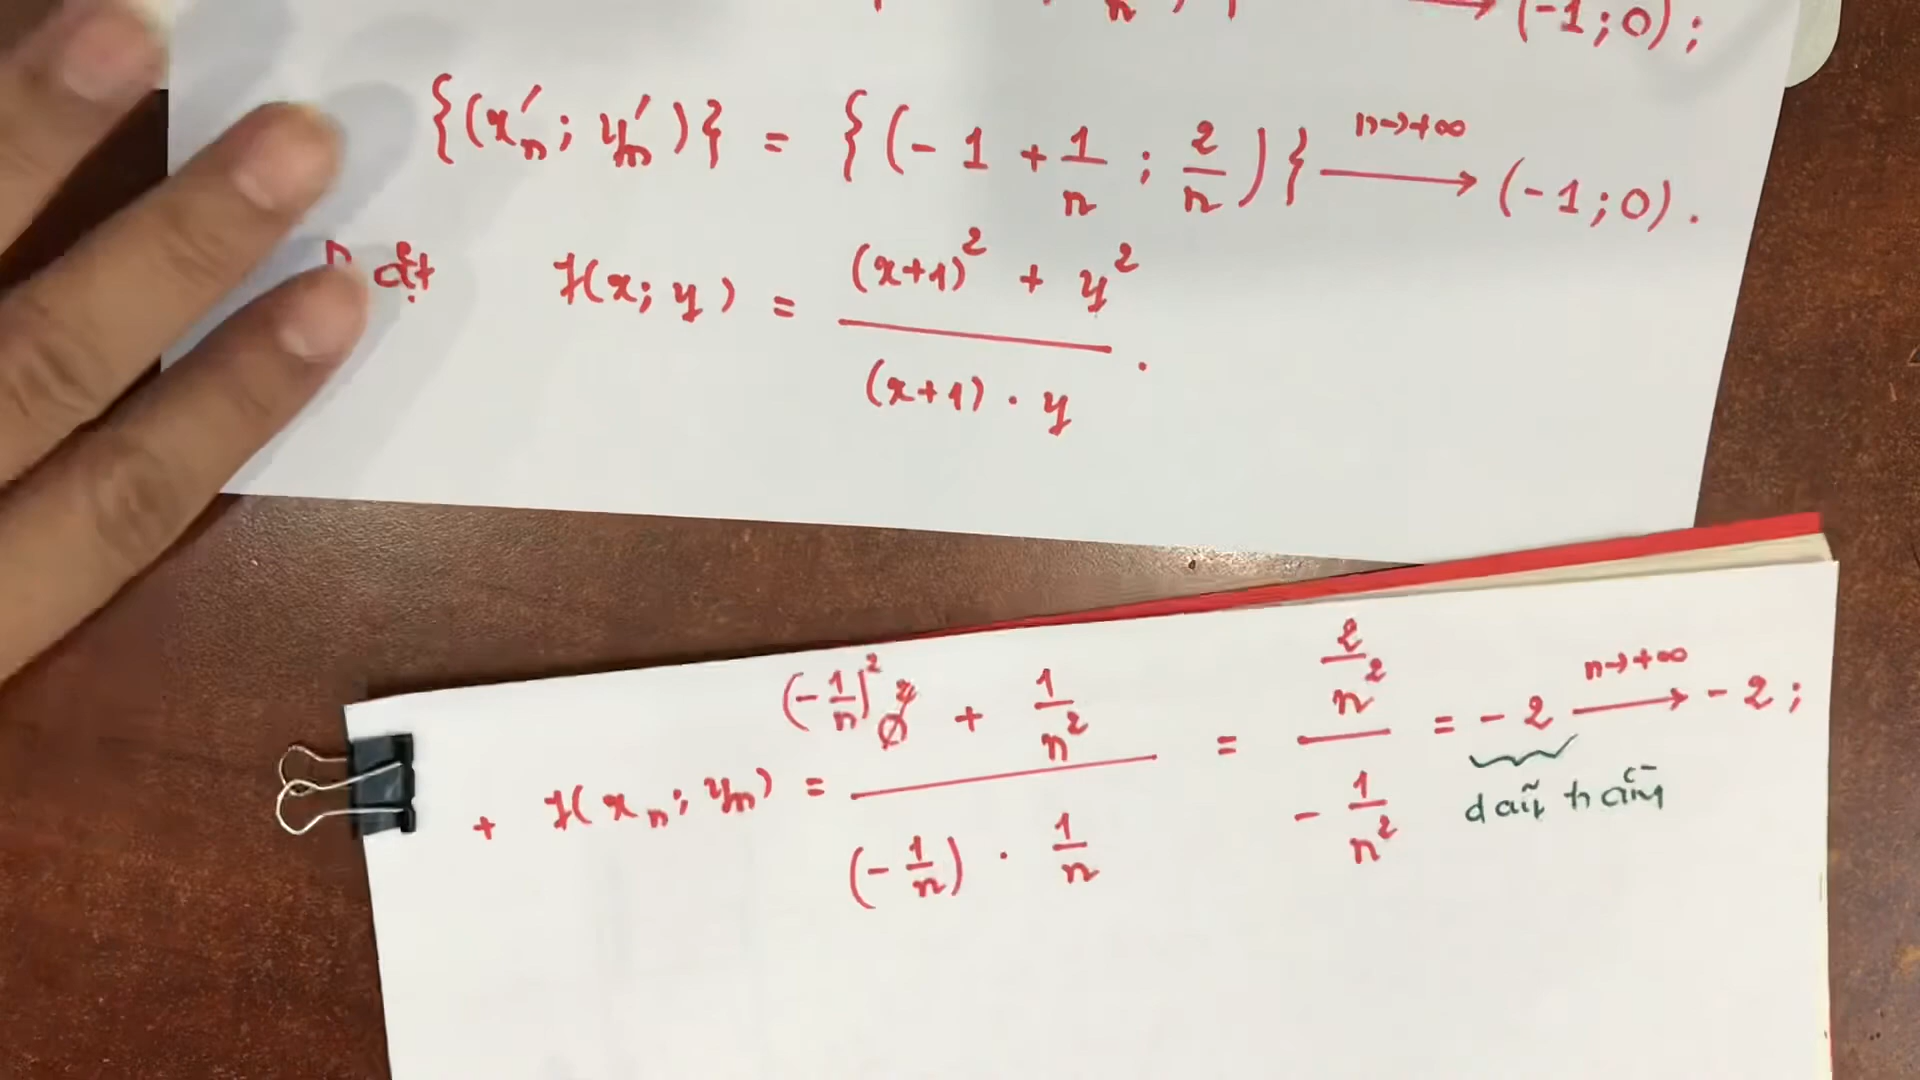 n (-1;0);
{(x'ₙ; y'ₙ)} = {(-1 + 1/n ; 2/n)} n→+∞ ⟶ (-1;0).
Đặt f(x;y) = ((x+1)² + y²)/((x+1)·y).
+ f(xₙ; yₙ) = ((-1/n)² + 1/n²)/((-1/n)·1/n) = (2/n²)/(-1/n²) = -2 n→+∞ ⟶ -2;
dãy hằng